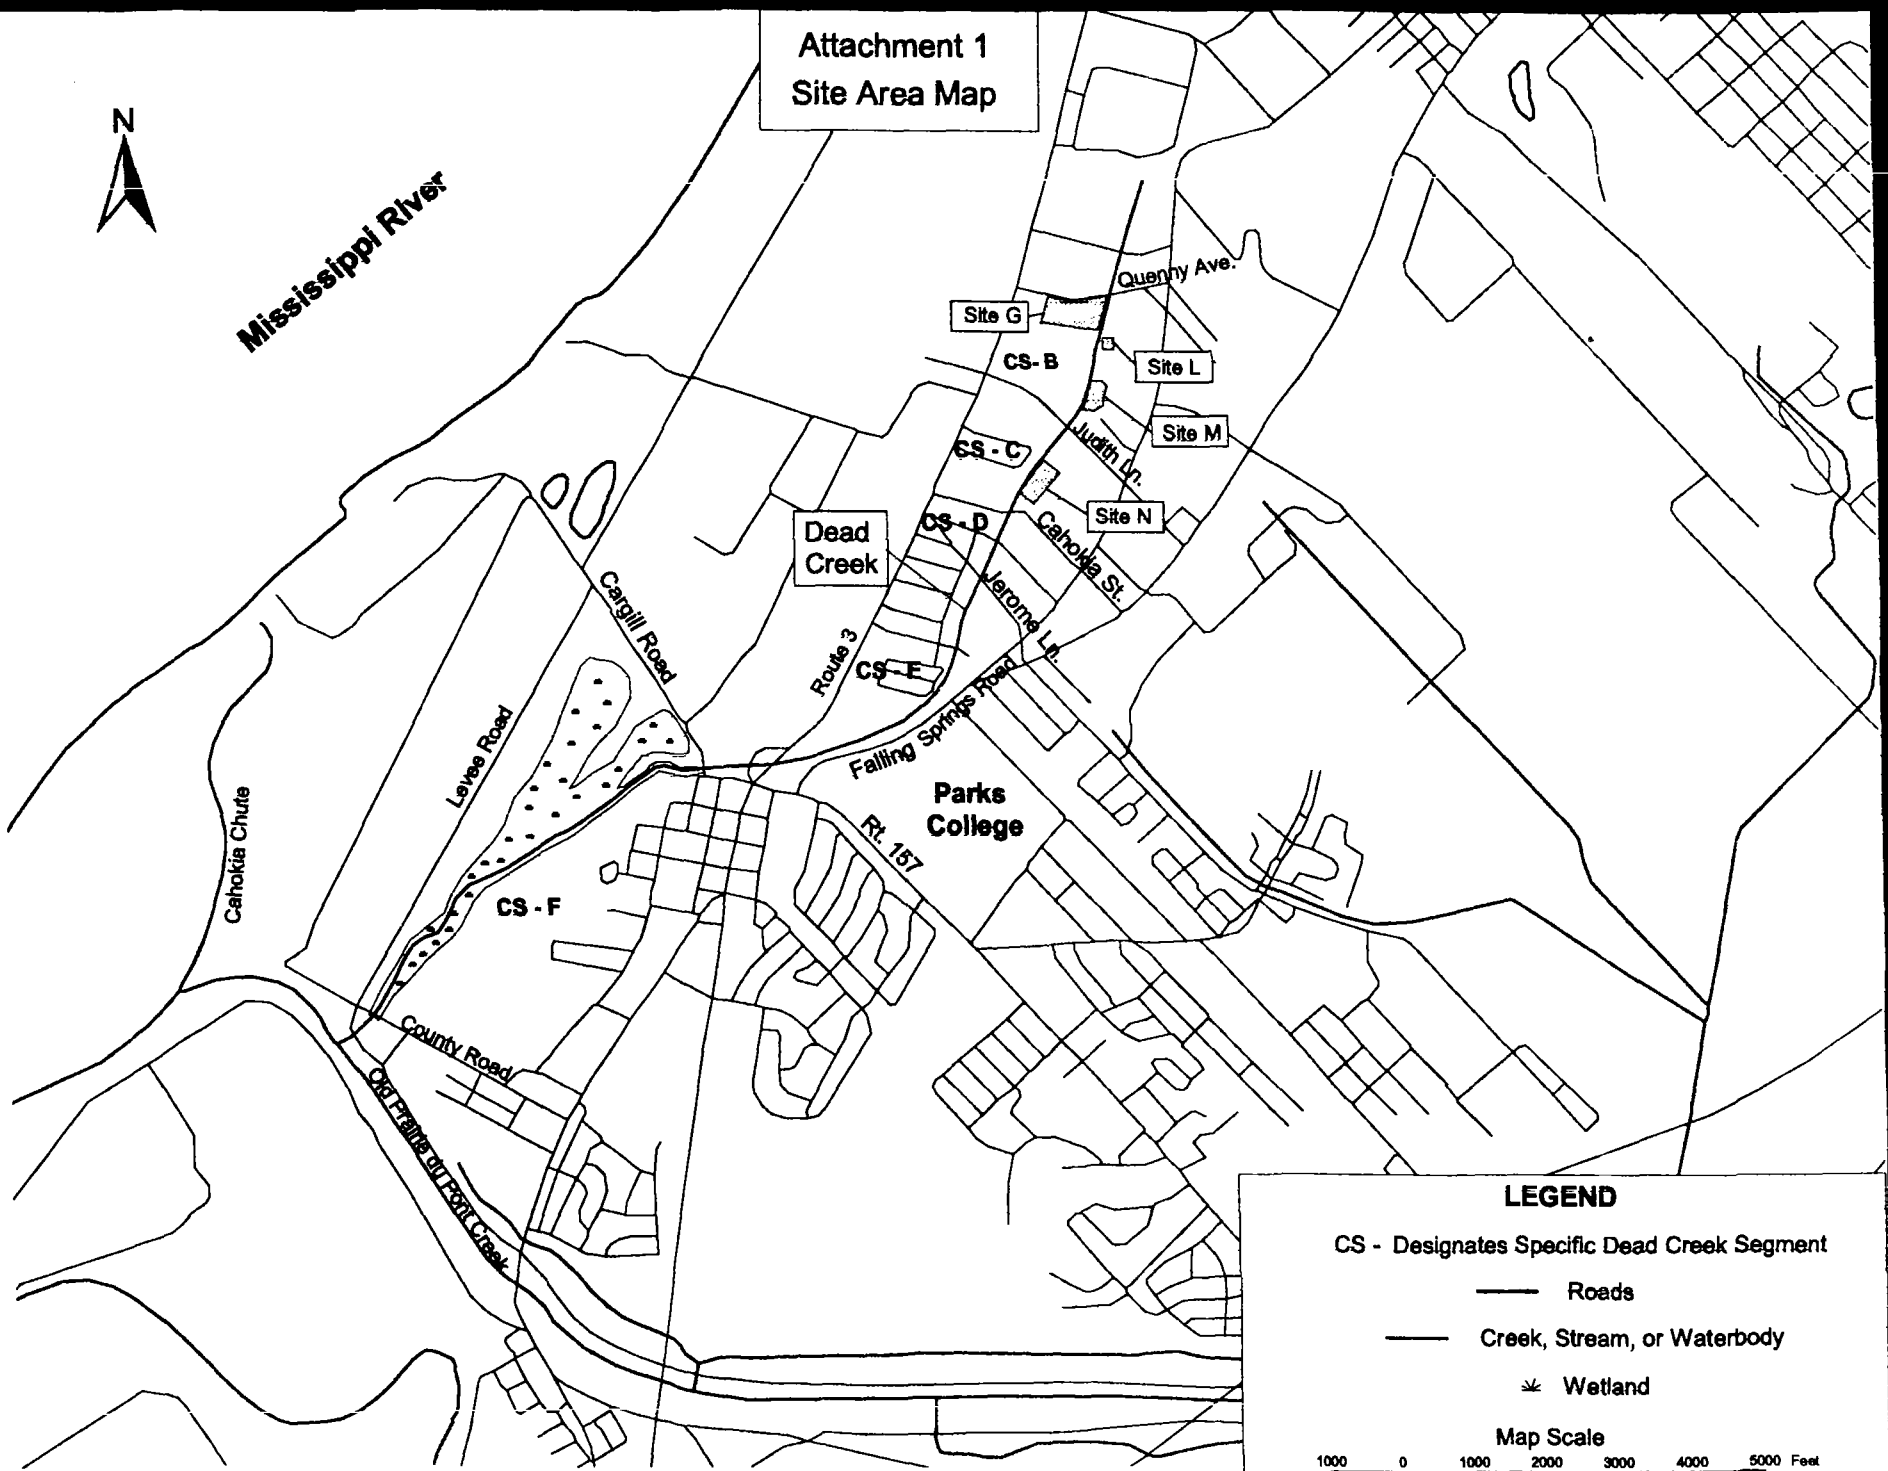 Attachment 1
Site Area Map
N
Mississippi River
Quenny Ave.
Site G
CS- B
Site L
Site M
Judith Ln.
CS - C
Site N
CS - D
Dead
Creek
Cahokia St.
Jerome Ln.
Cargill Road
Route 3
CS - E
Falling Springs Road
Levee Road
Parks
College
Cahokia Chute
Rt. 157
CS - F
County Road
Old Prairie du Pont Creek
LEGEND
CS - Designates Specific Dead Creek Segment
Roads
Creek, Stream, or Waterbody
Wetland
Map Scale
1000 0 1000 2000 3000 4000 5000 Feet